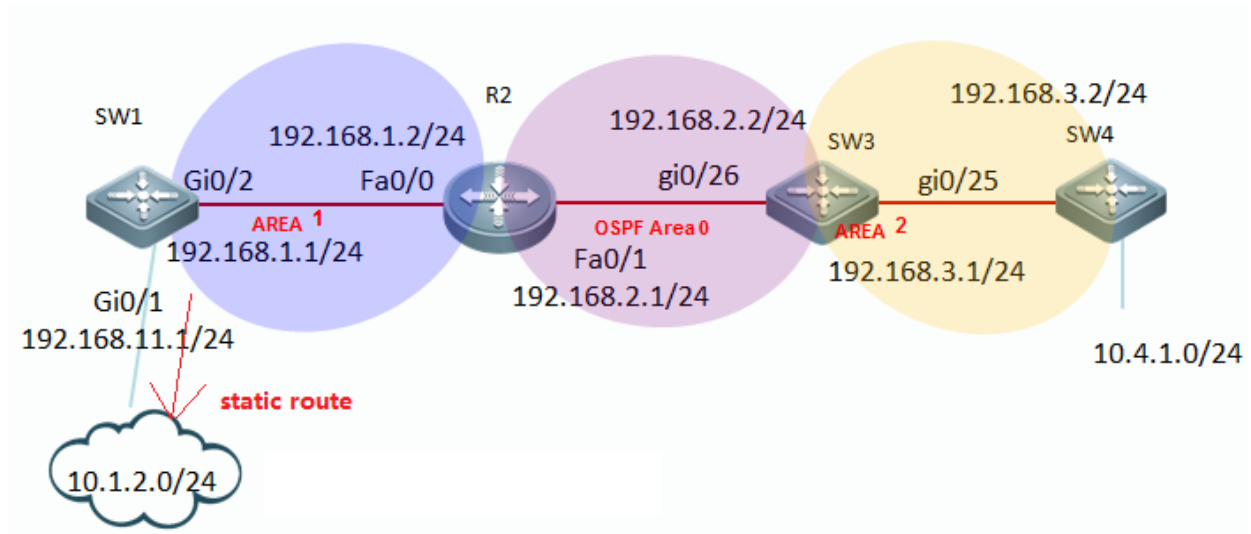 SW1
R2
192.168.1.2/24
192.168.2.2/24
192.168.3.2/24
SW3
SW4
Gi0/2
Fa0/0
gi0/26
gi0/25
AREA 1
OSPF Area 0
AREA 2
192.168.1.1/24
Fa0/1
192.168.3.1/24
Gi0/1
192.168.2.1/24
192.168.11.1/24
10.4.1.0/24
static route
10.1.2.0/24